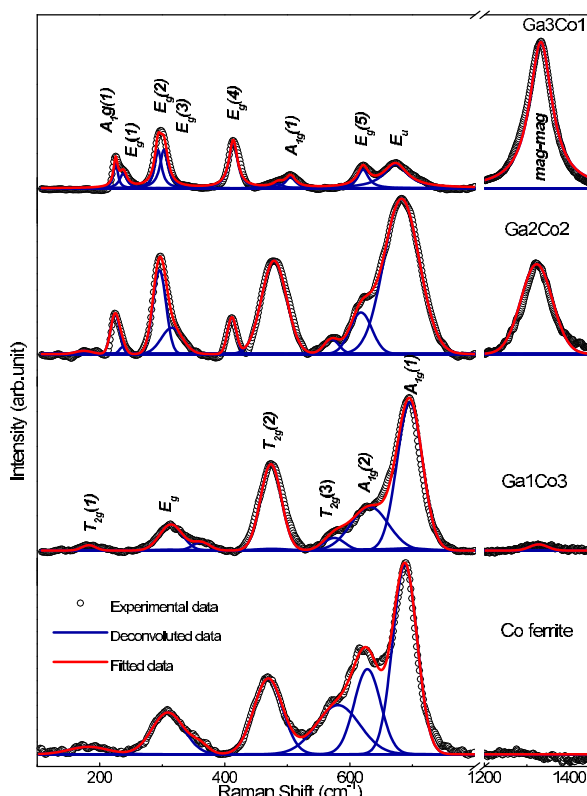 Ga3Co1
A1g(1)
Eg(1)
Eg(2)
Eg(3)
Eg(4)
A1g(1)
Eg(5)
Eu
mag-mag
Ga2Co2
Intensity (arb.unit)
T2g(1)
Eg
T2g(2)
T2g(3)
A1g(2)
A1g(1)
Ga1Co3
Experimental data
Deconvoluted data
Fitted data
Co ferrite
200 400 600 1200 1400
Raman Shift (cm-1)